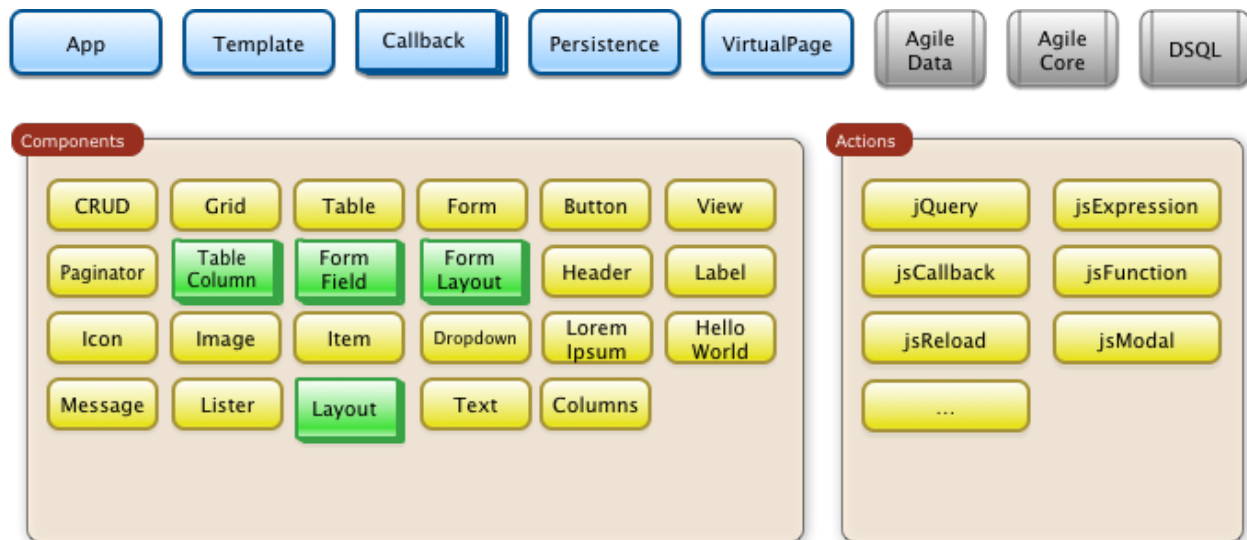 App
Template
Callback
Persistence
VirtualPage
Agile
Data
Agile
Core
DSQL
Components
CRUD
Grid
Table
Form
Button
View
Paginator
Table
Column
Form
Field
Form
Layout
Header
Label
Icon
Image
Item
Dropdown
Lorem
Ipsum
Hello
World
Message
Lister
Layout
Text
Columns
Actions
jQuery
jsExpression
jsCallback
jsFunction
jsReload
jsModal
...